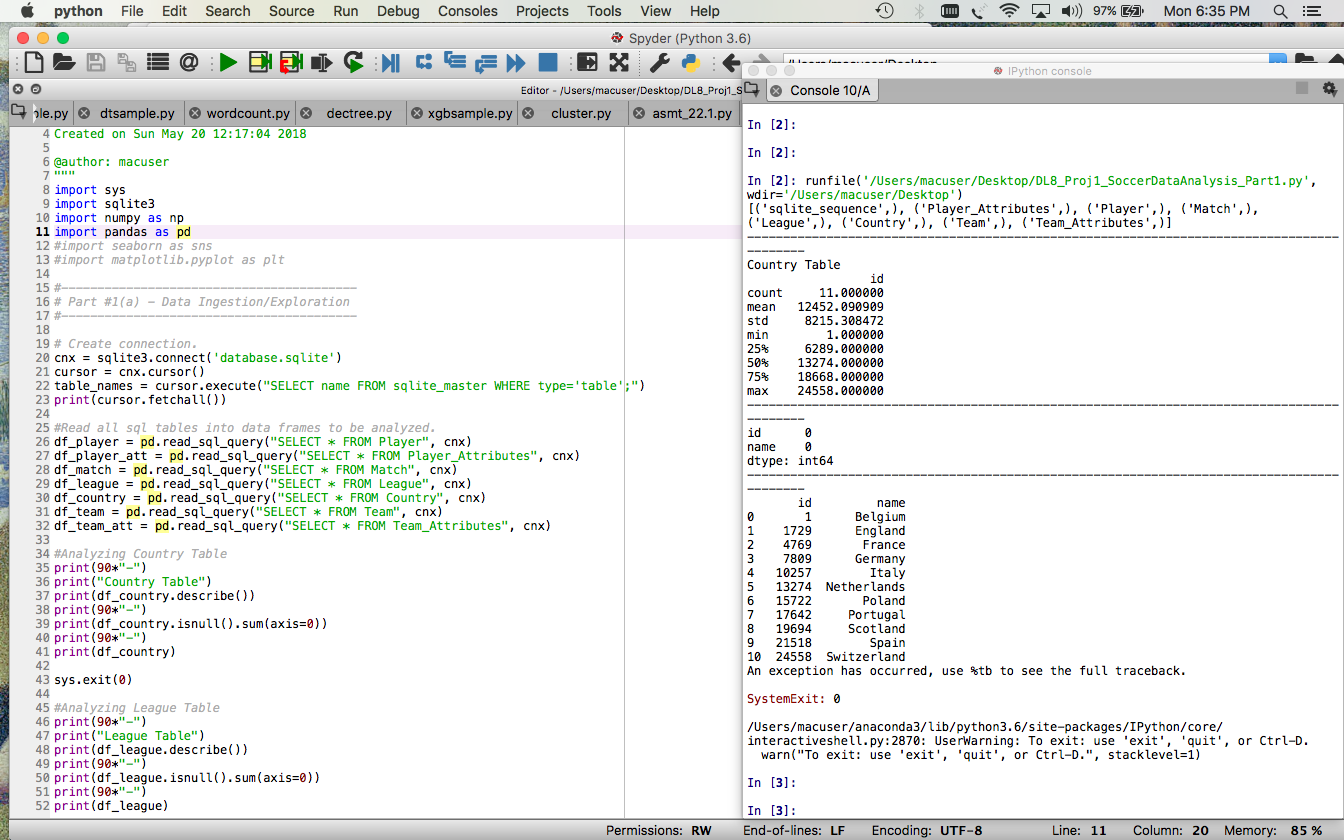 python File Edit Search Source Run Debug Consoles Projects Tools View Help 97% Mon 6:35 PM
Spyder (Python 3.6)
/Users/macuser/Desktop
IPython console
Editor - /Users/macuser/Desktop/DL8_Proj1_S
ple.py dtsample.py wordcount.py dectree.py xgbsample.py cluster.py asmt_22.1.py
4 Created on Sun May 20 12:17:04 2018
5
6 @author: macuser
7 """
8 import sys
9 import sqlite3
10 import numpy as np
11 import pandas as pd
12 #import seaborn as sns
13 #import matplotlib.pyplot as plt
14
15 #-----------------------------------------
16 # Part #1(a) - Data Ingestion/Exploration
17 #-----------------------------------------
18
19 # Create connection.
20 cnx = sqlite3.connect('database.sqlite')
21 cursor = cnx.cursor()
22 table_names = cursor.execute("SELECT name FROM sqlite_master WHERE type='table';")
23 print(cursor.fetchall())
24
25 #Read all sql tables into data frames to be analyzed.
26 df_player = pd.read_sql_query("SELECT * FROM Player", cnx)
27 df_player_att = pd.read_sql_query("SELECT * FROM Player_Attributes", cnx)
28 df_match = pd.read_sql_query("SELECT * FROM Match", cnx)
29 df_league = pd.read_sql_query("SELECT * FROM League", cnx)
30 df_country = pd.read_sql_query("SELECT * FROM Country", cnx)
31 df_team = pd.read_sql_query("SELECT * FROM Team", cnx)
32 df_team_att = pd.read_sql_query("SELECT * FROM Team_Attributes", cnx)
33
34 #Analyzing Country Table
35 print(90*"-")
36 print("Country Table")
37 print(df_country.describe())
38 print(90*"-")
39 print(df_country.isnull().sum(axis=0))
40 print(90*"-")
41 print(df_country)
42
43 sys.exit(0)
44
45 #Analyzing League Table
46 print(90*"-")
47 print("League Table")
48 print(df_league.describe())
49 print(90*"-")
50 print(df_league.isnull().sum(axis=0))
51 print(90*"-")
52 print(df_league)
Console 10/A
In [2]:
In [2]:
In [2]: runfile('/Users/macuser/Desktop/DL8_Proj1_SoccerDataAnalysis_Part1.py',
wdir='/Users/macuser/Desktop')
[('sqlite_sequence',), ('Player_Attributes',), ('Player',), ('Match',),
('League',), ('Country',), ('Team',), ('Team_Attributes',)]
----------------------------------------------------------------------------------
--------
Country Table
id
count 11.000000
mean 12452.090909
std 8215.308472
min 1.000000
25% 6289.000000
50% 13274.000000
75% 18668.000000
max 24558.000000
----------------------------------------------------------------------------------
--------
id 0
name 0
dtype: int64
----------------------------------------------------------------------------------
--------
id name
0 1 Belgium
1 1729 England
2 4769 France
3 7809 Germany
4 10257 Italy
5 13274 Netherlands
6 15722 Poland
7 17642 Portugal
8 19694 Scotland
9 21518 Spain
10 24558 Switzerland
An exception has occurred, use %tb to see the full traceback.
SystemExit: 0
/Users/macuser/anaconda3/lib/python3.6/site-packages/IPython/core/
interactiveshell.py:2870: UserWarning: To exit: use 'exit', 'quit', or Ctrl-D.
warn("To exit: use 'exit', 'quit', or Ctrl-D.", stacklevel=1)
In [3]:
In [3]:
Permissions: RW End-of-lines: LF Encoding: UTF-8 Line: 11 Column: 20 Memory: 85 %